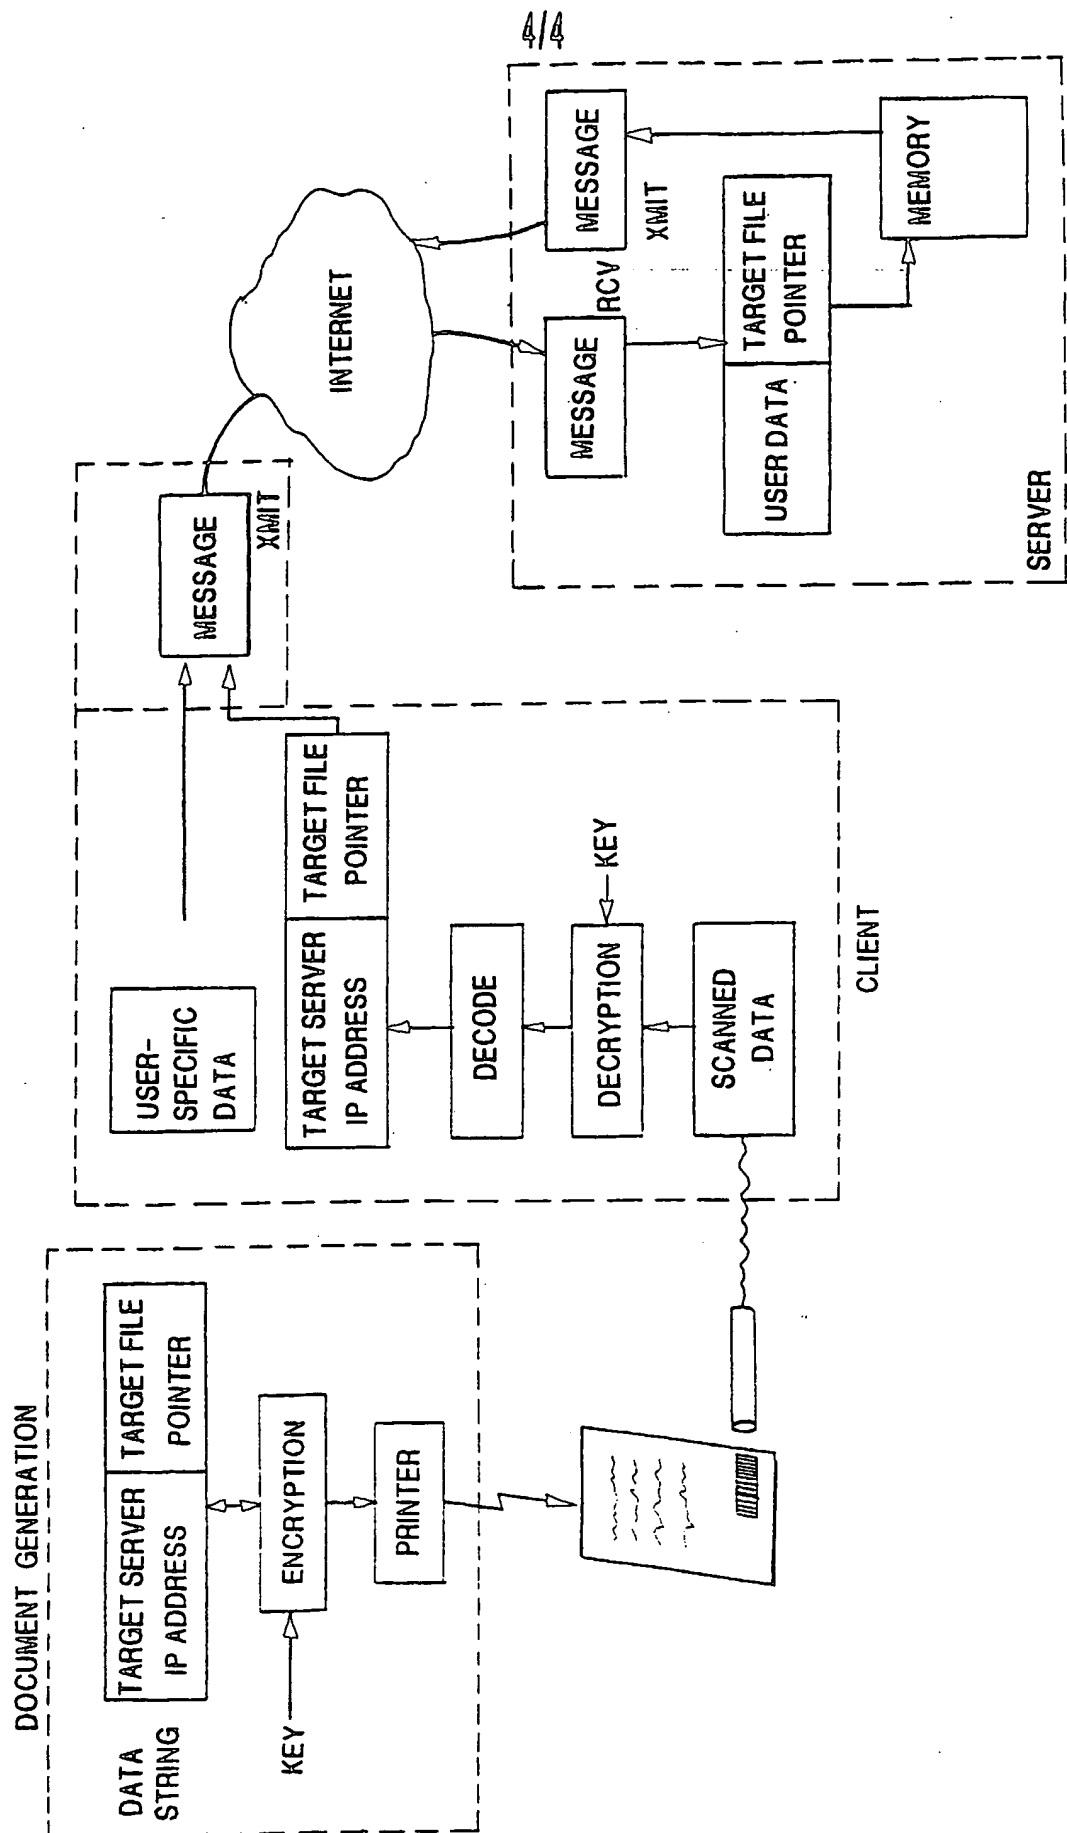 4/4
DOCUMENT GENERATION
DATA
STRING
TARGET SERVER
IP ADDRESS
TARGET FILE
POINTER
KEY
ENCRYPTION
PRINTER
USER-
SPECIFIC
DATA
TARGET SERVER
IP ADDRESS
TARGET FILE
POINTER
DECODE
DECRYPTION
KEY
SCANNED
DATA
CLIENT
MESSAGE
XMIT
INTERNET
MESSAGE
RCV
MESSAGE
XMIT
USER DATA
TARGET FILE
POINTER
MEMORY
SERVER